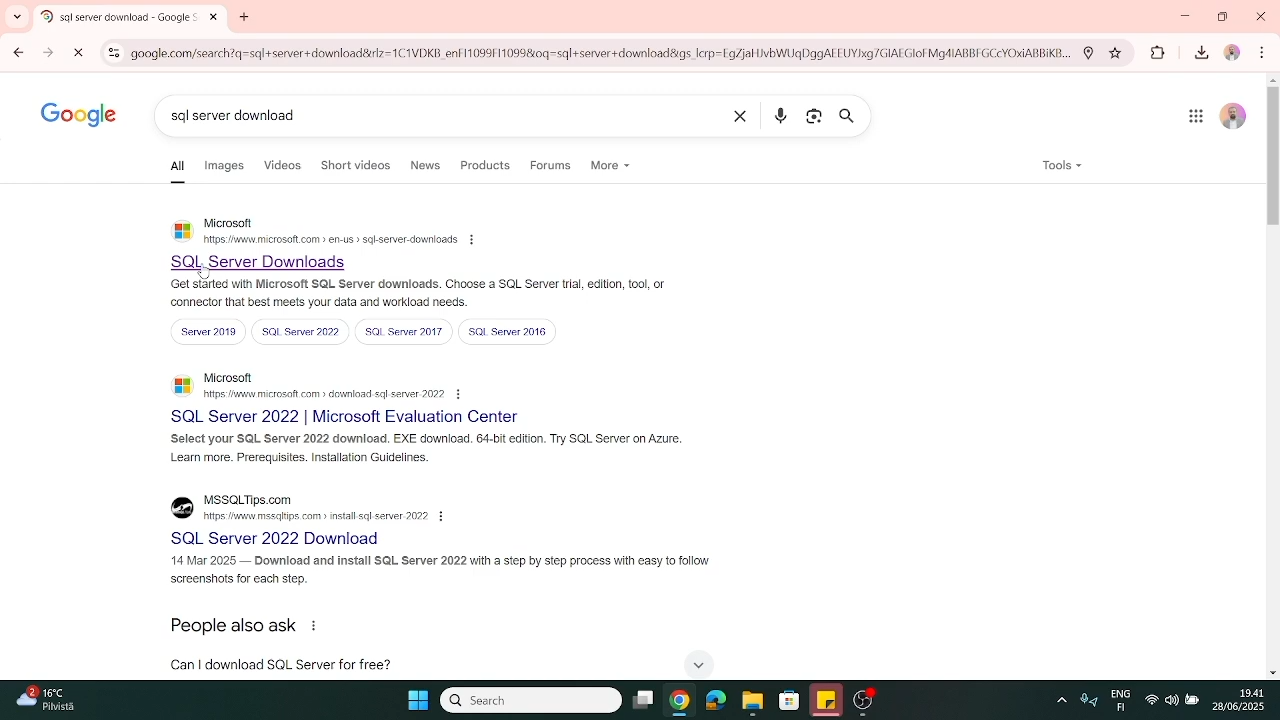 sql server download - Google S
google.com/search?q=sql+server+download&rlz=1C1VDKB_enFI1099FI1099&oq=sql+server+download&gs_lcrp=EgZjaHJvbWUqDggAEEUYJxg7GIAEGIoFMg4IABBFGCcYOxiABBiKB...
Google
sql server download
All Images Videos Short videos News Products Forums More Tools
Microsoft
https://www.microsoft.com › en-us › sql-server-downloads
SQL Server Downloads
Get started with Microsoft SQL Server downloads. Choose a SQL Server trial, edition, tool, or
connector that best meets your data and workload needs.
Server 2019 SQL Server 2022 SQL Server 2017 SQL Server 2016
Microsoft
https://www.microsoft.com › download-sql-server-2022
SQL Server 2022 | Microsoft Evaluation Center
Select your SQL Server 2022 download. EXE download. 64-bit edition. Try SQL Server on Azure.
Learn more. Prerequisites. Installation Guidelines.
MSSQLTips.com
https://www.mssqltips.com › install-sql-server-2022
SQL Server 2022 Download
14 Mar 2025 — Download and install SQL Server 2022 with a step by step process with easy to follow
screenshots for each step.
People also ask
Can I download SQL Server for free?
2
16°C
Pilvistä
Search
ENG
FI
19.41
28/06/2025